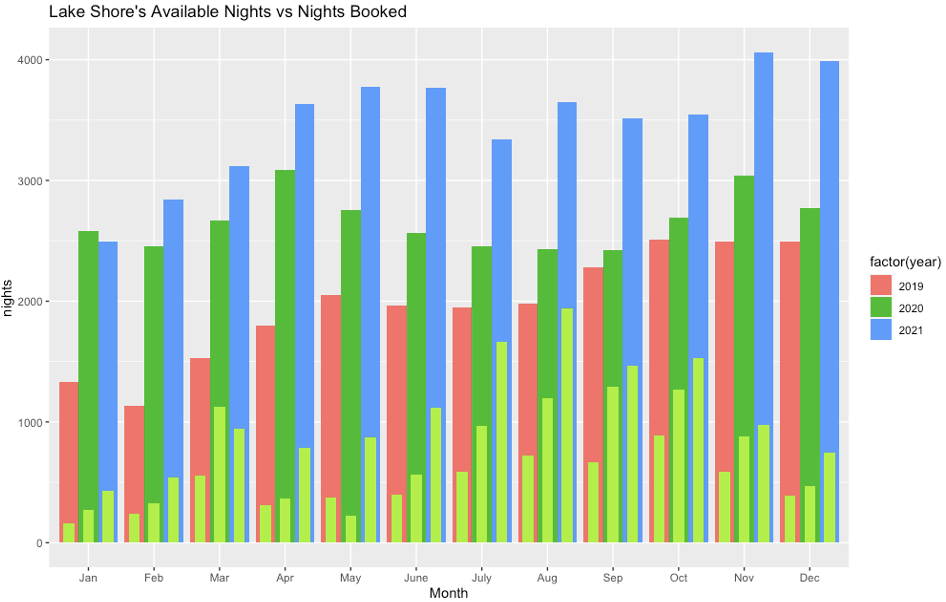 Lake Shore's Available Nights vs Nights Booked
4000
3000
2000
1000
0
nights
Jan Feb Mar Apr May June July Aug Sep Oct Nov Dec
Month
factor(year)
2019
2020
2021